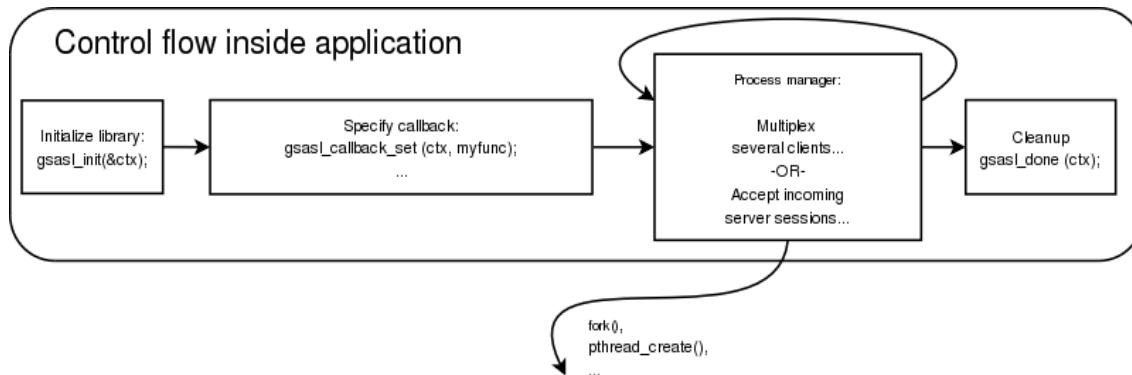 Control flow inside application
Initialize library:
gsasl_init(&ctx);
Specify callback:
gsasl_callback_set (ctx, myfunc);
...
Process manager:
Multiplex
several clients...
-OR-
Accept incoming
server sessions...
Cleanup
gsasl_done (ctx);
fork(),
pthread_create(),
...